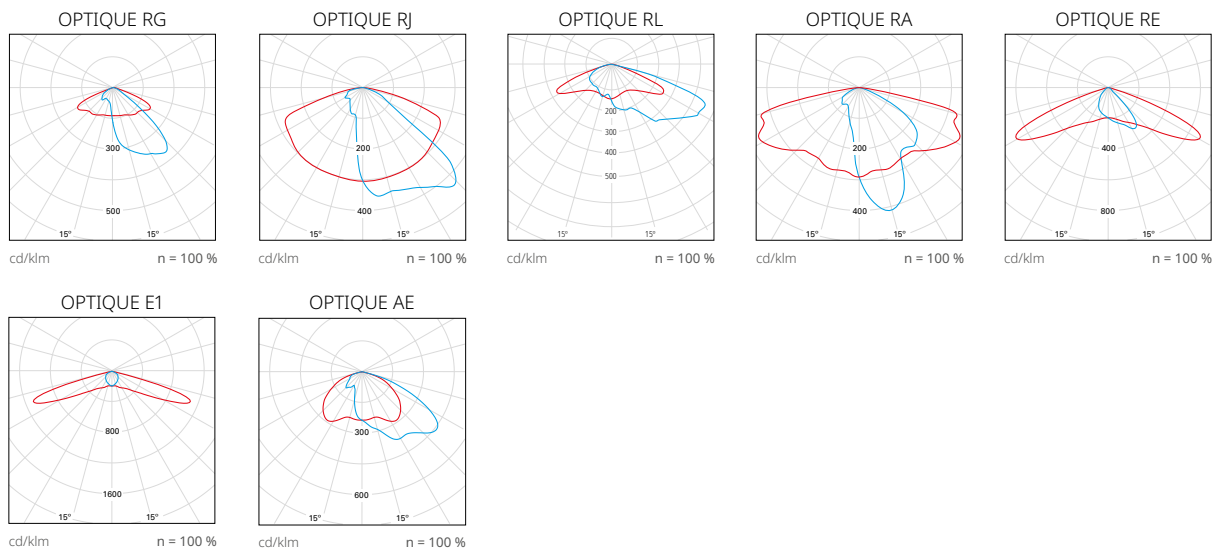 OPTIQUE RG
300
500
15° 15°
cd/klm n = 100 %
OPTIQUE RJ
200
400
15° 15°
n = 100 %
OPTIQUE RL
200
300
400
500
15° 15°
cd/klm n = 100 %
OPTIQUE RA
200
400
15° 15°
cd/klm n = 100 %
OPTIQUE RE
400
800
15° 15°
cd/klm n = 100 %
OPTIQUE E1
800
1600
15° 15°
cd/klm n = 100 %
OPTIQUE AE
300
600
15° 15°
cd/klm n = 100 %